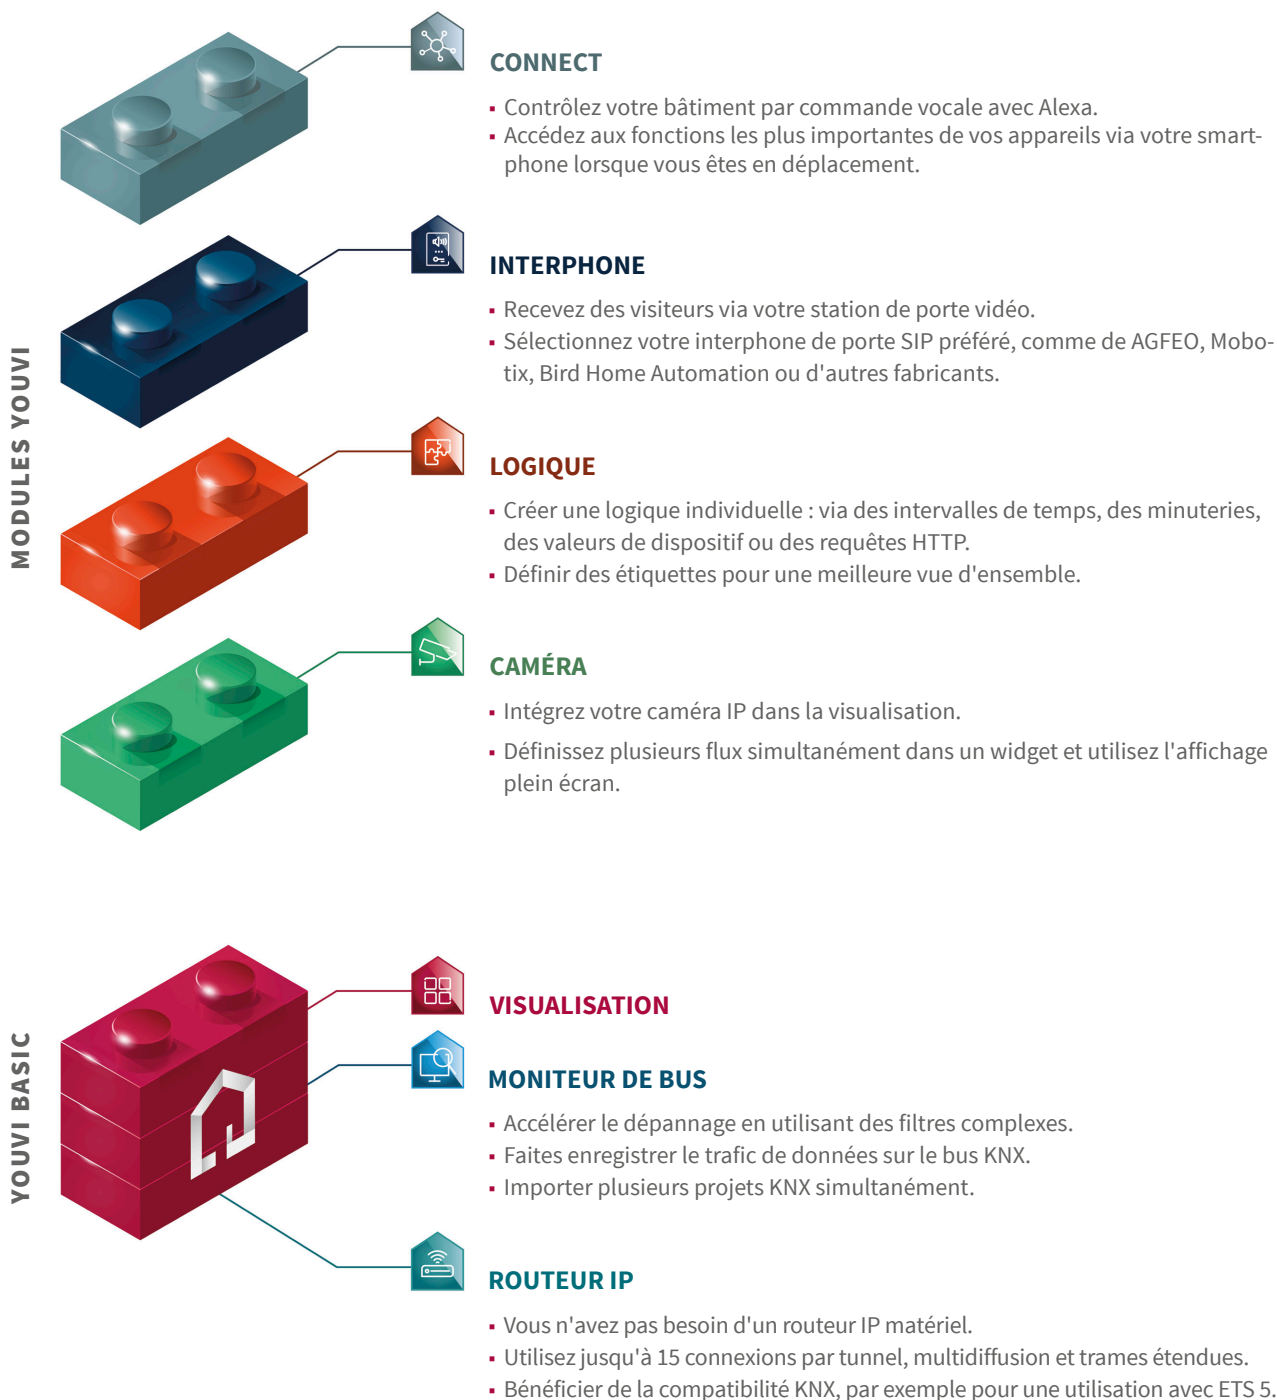 MODULES YOUVI
CONNECT
▪ Contrôlez votre bâtiment par commande vocale avec Alexa.
▪ Accédez aux fonctions les plus importantes de vos appareils via votre smart-
phone lorsque vous êtes en déplacement.
INTERPHONE
▪ Recevez des visiteurs via votre station de porte vidéo.
▪ Sélectionnez votre interphone de porte SIP préféré, comme de AGFEO, Mobo-
tix, Bird Home Automation ou d'autres fabricants.
LOGIQUE
▪ Créer une logique individuelle : via des intervalles de temps, des minuteries,
des valeurs de dispositif ou des requêtes HTTP.
▪ Définir des étiquettes pour une meilleure vue d'ensemble.
CAMÉRA
▪ Intégrez votre caméra IP dans la visualisation.
▪ Définissez plusieurs flux simultanément dans un widget et utilisez l'affichage
plein écran.
YOUVI BASIC
VISUALISATION
MONITEUR DE BUS
▪ Accélérer le dépannage en utilisant des filtres complexes.
▪ Faites enregistrer le trafic de données sur le bus KNX.
▪ Importer plusieurs projets KNX simultanément.
ROUTEUR IP
▪ Vous n'avez pas besoin d'un routeur IP matériel.
▪ Utilisez jusqu'à 15 connexions par tunnel, multidiffusion et trames étendues.
▪ Bénéficier de la compatibilité KNX, par exemple pour une utilisation avec ETS 5.